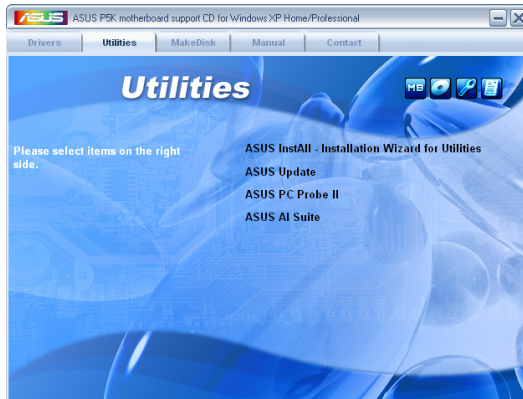 ASUS ASUS P5K motherboard support CD for Windows XP Home/Professional
Drivers Utilities MakeDisk Manual Contact
Utilities
MB
Please select items on the right
side.
ASUS InstAll - Installation Wizard for Utilities
ASUS Update
ASUS PC Probe II
ASUS AI Suite